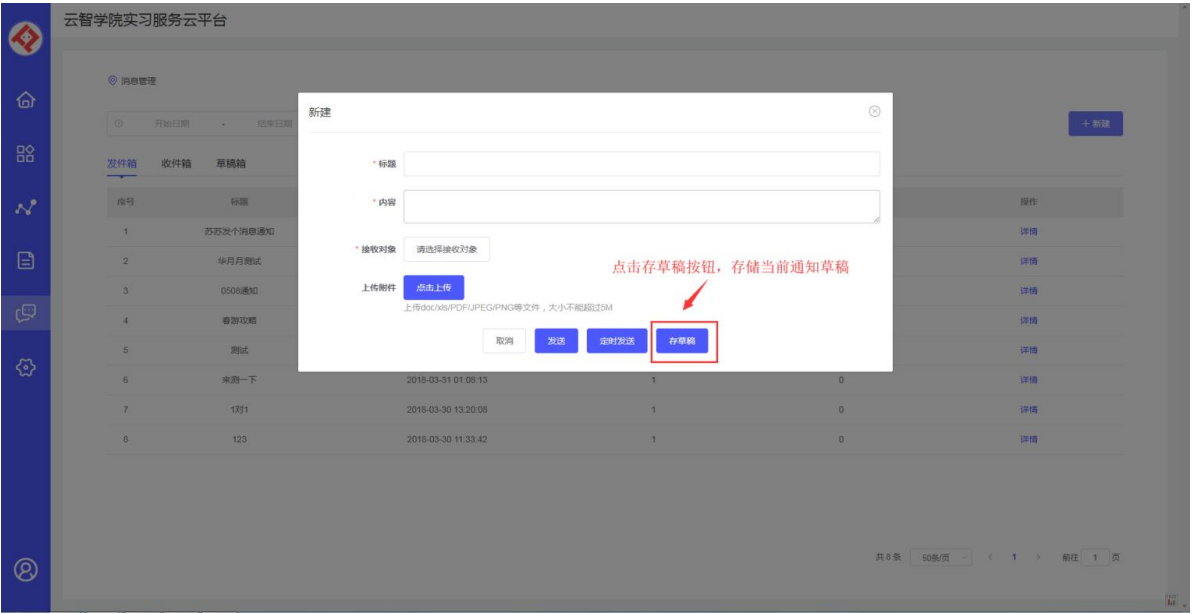 云智学院实习服务云平台
消息管理
开始日期 - 结束日期
+ 新建
发件箱 收件箱 草稿箱
序号 标题 操作
1 苏苏发个消息通知 详情
2 华月月测试 详情
3 0508通知 详情
4 春游攻略 详情
5 测试 详情
6 来测一下 2018-03-31 01:08:13 1 0 详情
7 1对1 2018-03-30 13:20:08 1 0 详情
8 123 2018-03-30 11:33:42 1 0 详情
新建
* 标题
* 内容
* 接收对象 请选择接收对象
上传附件 点击上传
上传doc/xls/PDF/JPEG/PNG等文件，大小不能超过5M
点击存草稿按钮，存储当前通知草稿
取消 发送 定时发送 存草稿
共 8 条 50条/页 < 1 > 前往 1 页